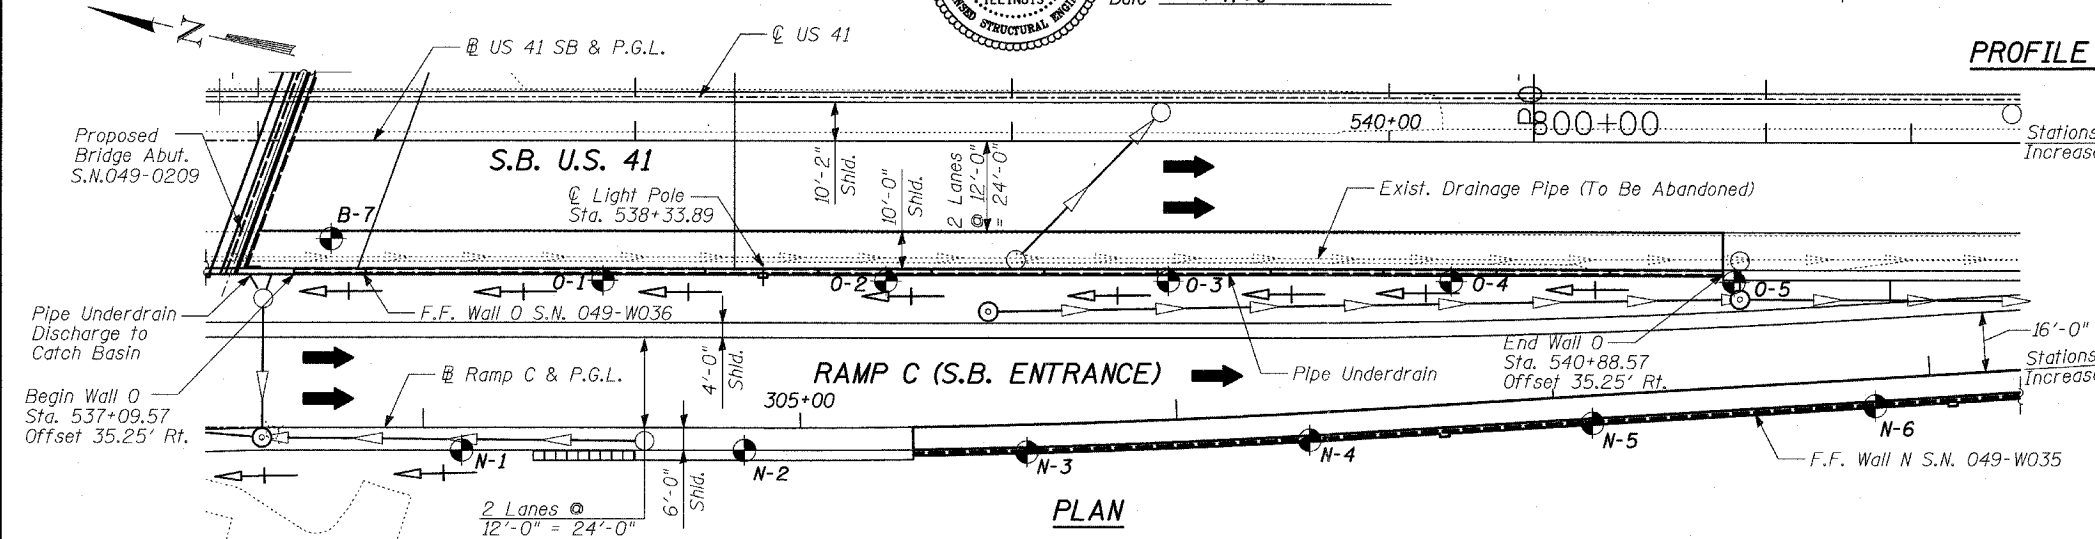 ILLINOIS
SED STRUCTURAL ENGI
Date
Z
℄ US 41
PROFILE
B̲L̲ US 41 SB & P.G.L.
540+00
800+00
Stations
Increase
Proposed
Bridge Abut.
S.N.049-0209
S.B. U.S. 41
10'-2"
Shld.
10'-0"
Shld.
2 Lanes
@ 12'-0"
= 24'-0"
℄ Light Pole
Sta. 538+33.89
Exist. Drainage Pipe (To Be Abandoned)
B-7
O-1
O-2
O-3
O-4
O-5
Pipe Underdrain
Discharge to
Catch Basin
F.F. Wall O S.N. 049-W036
4'-0"
Shld.
RAMP C (S.B. ENTRANCE)
Pipe Underdrain
End Wall O
Sta. 540+88.57
Offset 35.25' Rt.
16'-0"
Stations
Increase
Begin Wall O
Sta. 537+09.57
Offset 35.25' Rt.
B̲L̲ Ramp C & P.G.L.
305+00
N-1
N-2
N-3
N-4
N-5
N-6
F.F. Wall N S.N. 049-W035
6'-0"
Shld.
2 Lanes @
12'-0" = 24'-0"
PLAN